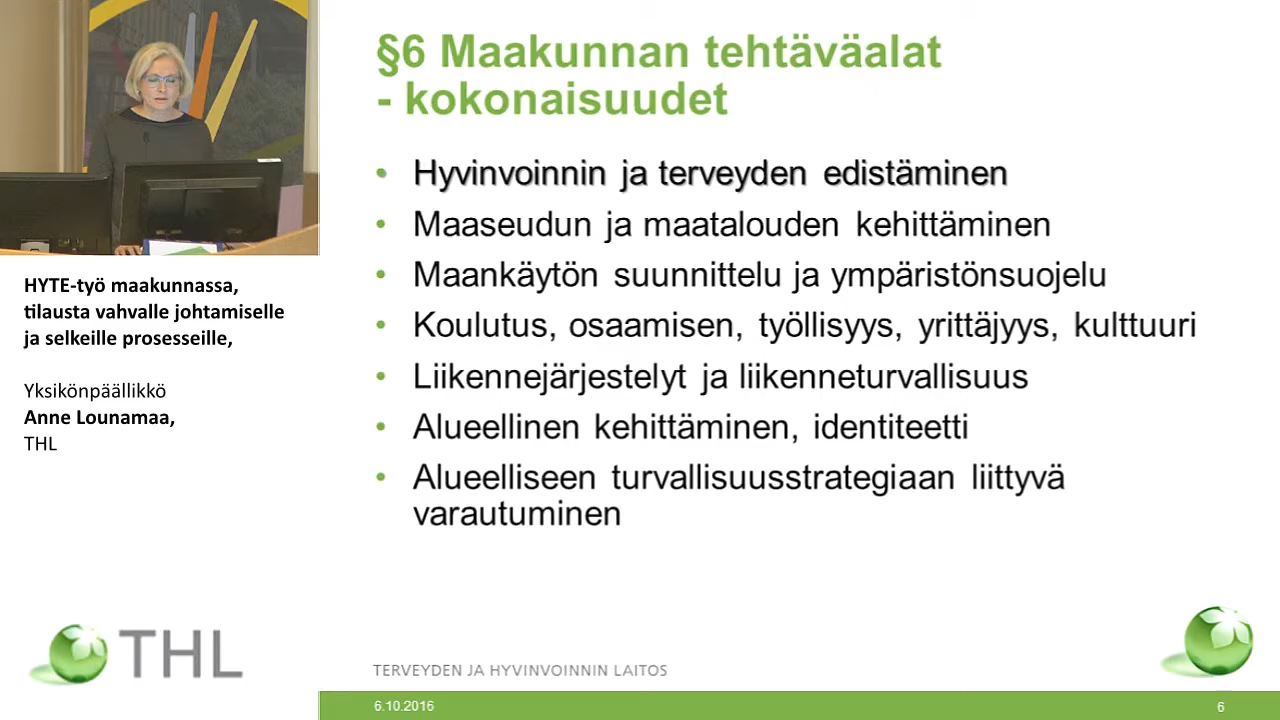 §6 Maakunnan tehtäväalat
- kokonaisuudet
• Hyvinvoinnin ja terveyden edistäminen
• Maaseudun ja maatalouden kehittäminen
• Maankäytön suunnittelu ja ympäristönsuojelu
• Koulutus, osaamisen, työllisyys, yrittäjyys, kulttuuri
• Liikennejärjestelyt ja liikenneturvallisuus
• Alueellinen kehittäminen, identiteetti
• Alueelliseen turvallisuusstrategiaan liittyvä
varautuminen
HYTE-työ maakunnassa,
tilausta vahvalle johtamiselle
ja selkeille prosesseille,
Yksikönpäällikkö
Anne Lounamaa,
THL
THL
TERVEYDEN JA HYVINVOINNIN LAITOS
6.10.2016
6